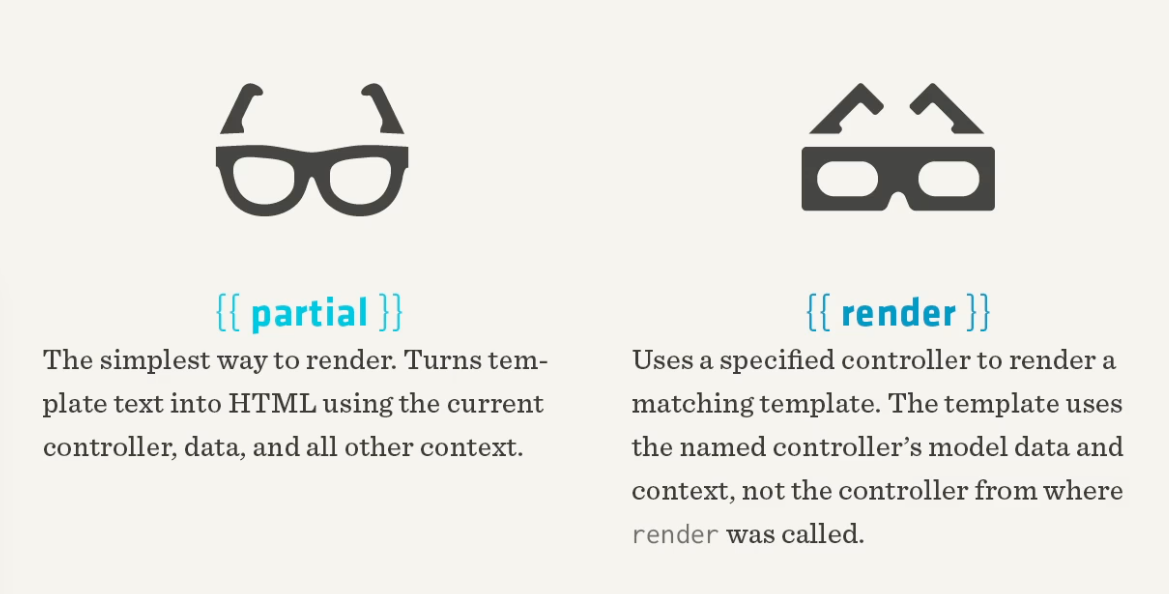 {{ partial }}
The simplest way to render. Turns tem-
plate text into HTML using the current
controller, data, and all other context.
{{ render }}
Uses a specified controller to render a
matching template. The template uses
the named controller’s model data and
context, not the controller from where
render was called.